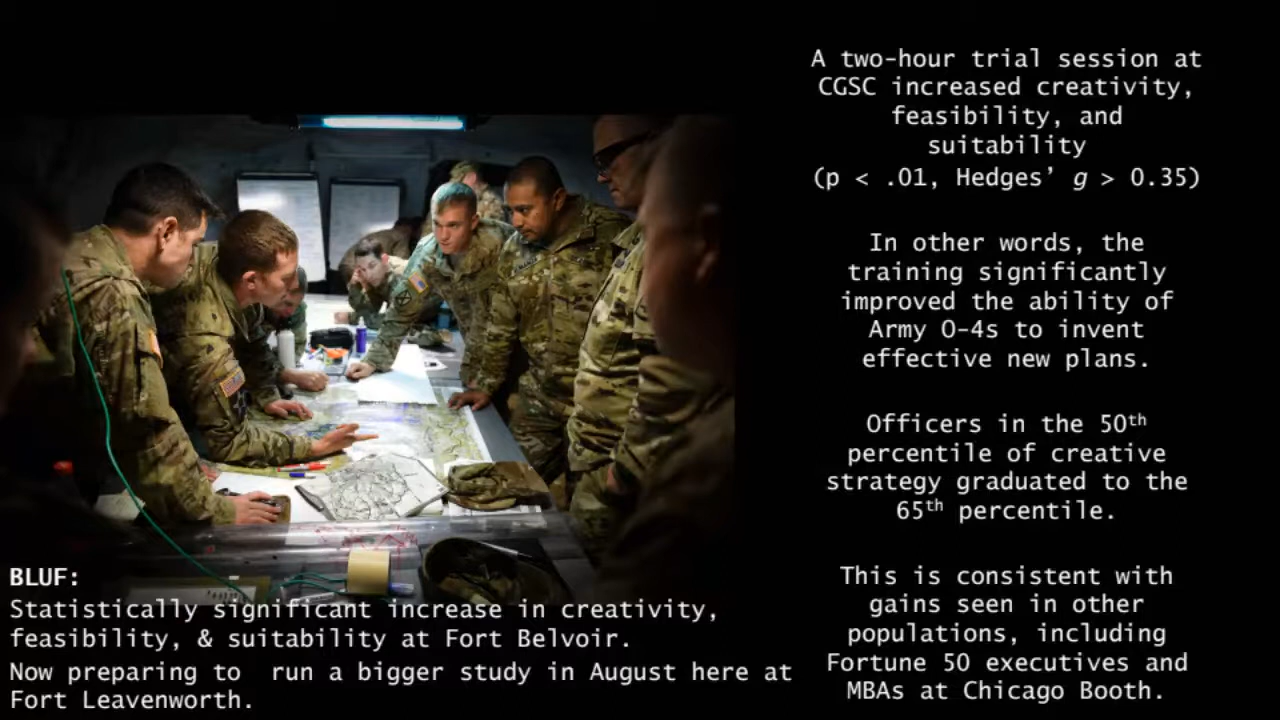 A two-hour trial session at
CGSC increased creativity,
feasibility, and
suitability
(p < .01, Hedges’ g > 0.35)
In other words, the
training significantly
improved the ability of
Army O-4s to invent
effective new plans.
Officers in the 50th
percentile of creative
strategy graduated to the
65th percentile.
This is consistent with
gains seen in other
populations, including
Fortune 50 executives and
MBAs at Chicago Booth.
BLUF:
Statistically significant increase in creativity,
feasibility, & suitability at Fort Belvoir.
Now preparing to  run a bigger study in August here at
Fort Leavenworth.